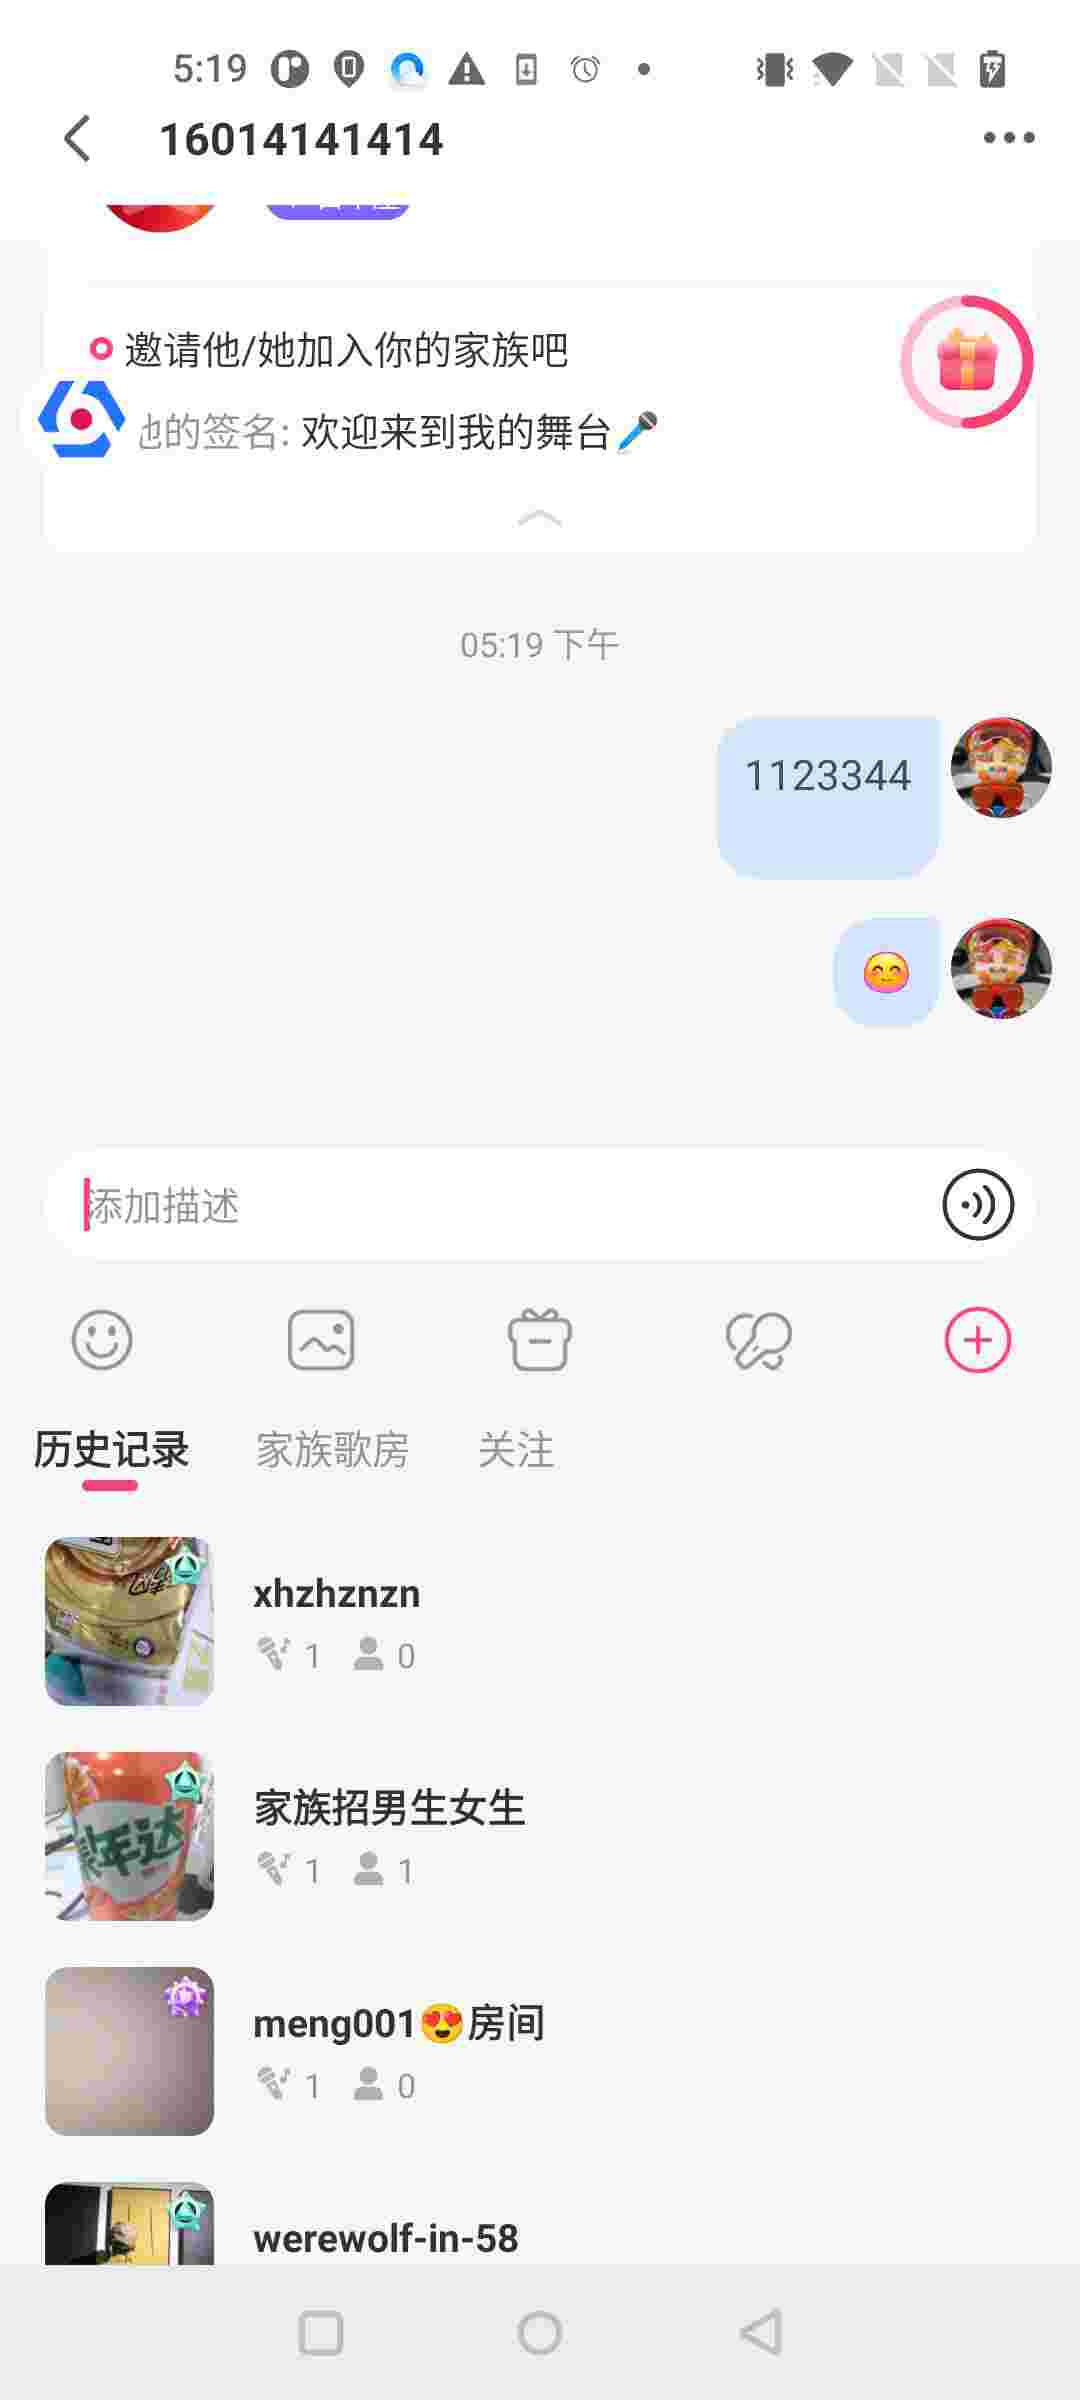 5:19
16014141414
邀请他/她加入你的家族吧
的签名: 欢迎来到我的舞台🎤
05:19 下午
1123344
😊
添加描述
历史记录 家族歌房 关注
xhzhznzn
1 0
家族招男生女生
1 1
meng001😍房间
1 0
werewolf-in-58